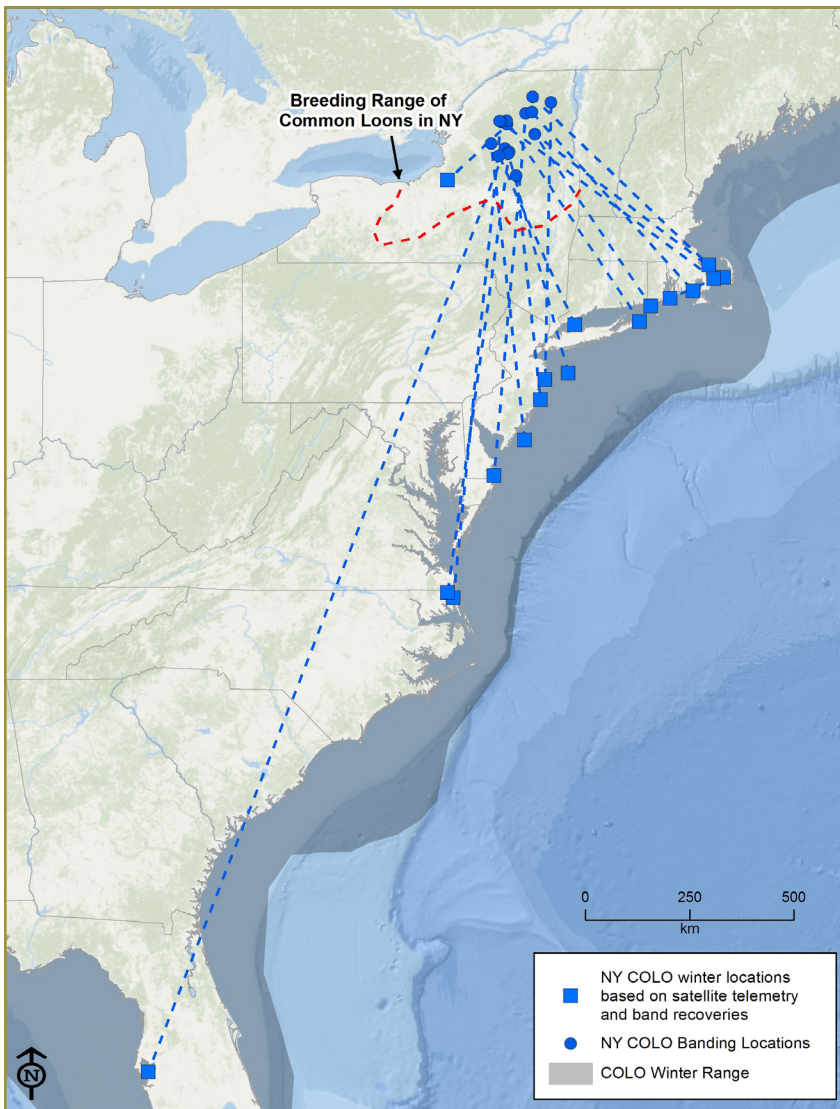 Breeding Range of
Common Loons in NY
0 250 500
km
NY COLO winter locations
based on satellite telemetry
and band recoveries
NY COLO Banding Locations
COLO Winter Range
N